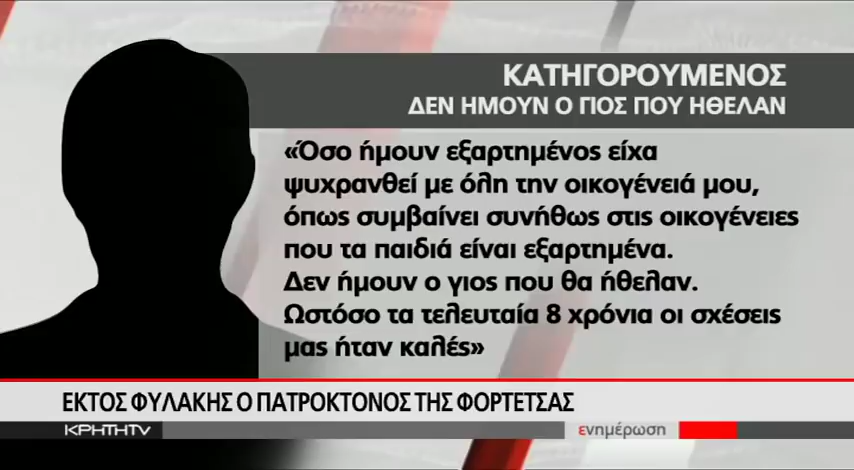 ΚΑΤΗΓΟΡΟΥΜΕΝΟΣ
ΔΕΝ ΗΜΟΥΝ Ο ΓΙΟΣ ΠΟΥ ΗΘΕΛΑΝ
«Όσο ήμουν εξαρτημένος είχα
ψυχρανθεί με όλη την οικογένειά μου,
όπως συμβαίνει συνήθως στις οικογένειες
που τα παιδιά είναι εξαρτημένα.
Δεν ήμουν ο γιος που θα ήθελαν.
Ωστόσο τα τελευταία 8 χρόνια οι σχέσεις
μας ήταν καλές»
ΕΚΤΟΣ ΦΥΛΑΚΗΣ Ο ΠΑΤΡΟΚΤΟΝΟΣ ΤΗΣ ΦΟΡΤΕΤΣΑΣ
ΚΡΗΤΗTV
ενημέρωση